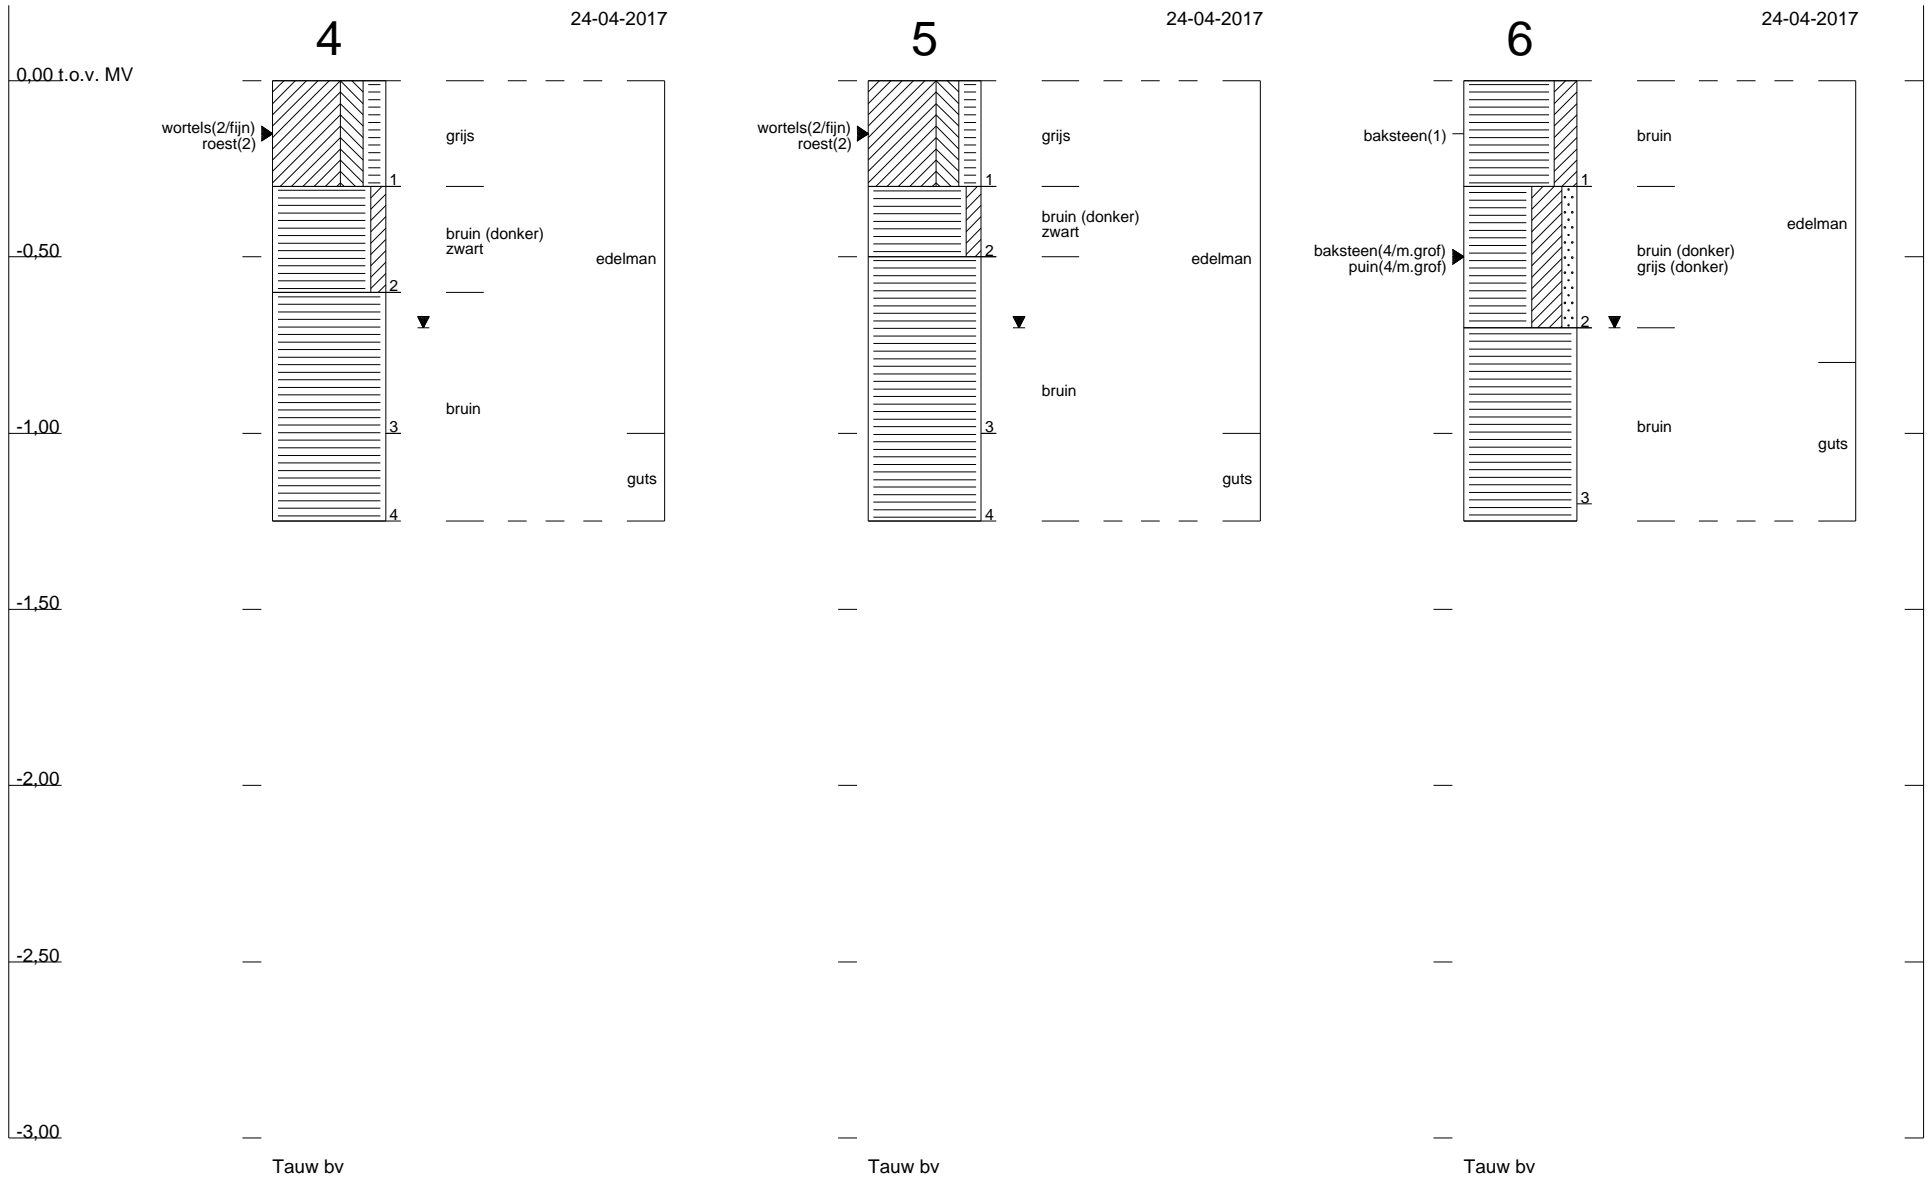 24-04-2017
24-04-2017
24-04-2017
4
5
6
0,00 t.o.v. MV
wortels(2/fijn)
roest(2)
grijs
1
bruin (donker)
zwart
edelman
2
bruin
3
guts
4
wortels(2/fijn)
roest(2)
grijs
1
bruin (donker)
zwart
2
edelman
bruin
3
guts
4
baksteen(1)
bruin
1
edelman
baksteen(4/m.grof)
puin(4/m.grof)
bruin (donker)
grijs (donker)
2
bruin
guts
3
-0,50
-1,00
-1,50
-2,00
-2,50
-3,00
Tauw bv
Tauw bv
Tauw bv